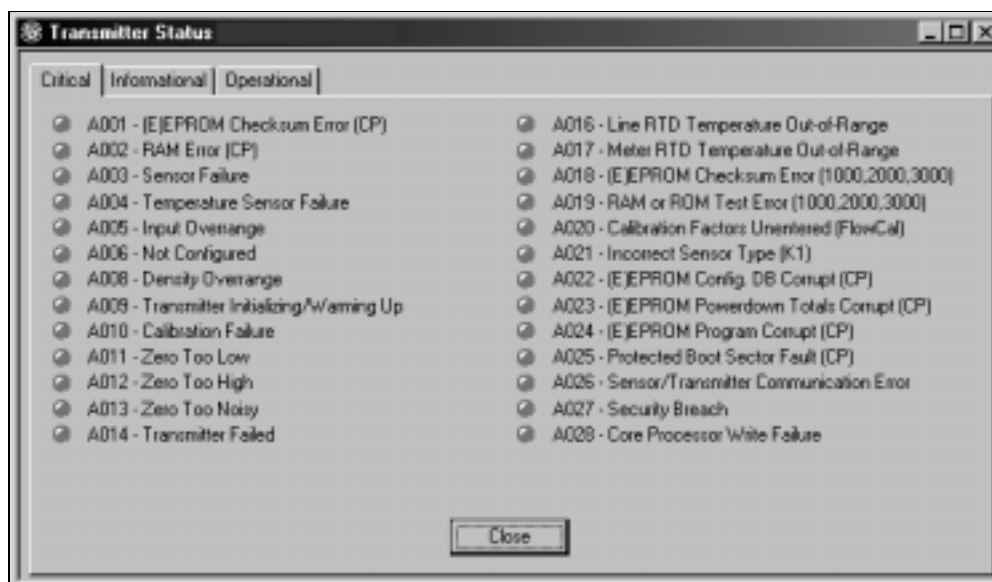 Transmitter Status
Critical
Informational
Operational
A001 - (E)EPROM Checksum Error (CP)
A002 - RAM Error (CP)
A003 - Sensor Failure
A004 - Temperature Sensor Failure
A005 - Input Overrange
A006 - Not Configured
A008 - Density Overrange
A009 - Transmitter Initializing/Warming Up
A010 - Calibration Failure
A011 - Zero Too Low
A012 - Zero Too High
A013 - Zero Too Noisy
A014 - Transmitter Failed
A016 - Line RTD Temperature Out-of-Range
A017 - Meter RTD Temperature Out-of-Range
A018 - (E)EPROM Checksum Error (1000,2000,3000)
A019 - RAM or ROM Test Error (1000,2000,3000)
A020 - Calibration Factors Unentered (FlowCal)
A021 - Incorrect Sensor Type (K1)
A022 - (E)EPROM Config. DB Corrupt (CP)
A023 - (E)EPROM Powerdown Totals Corrupt (CP)
A024 - (E)EPROM Program Corrupt (CP)
A025 - Protected Boot Sector Fault (CP)
A026 - Sensor/Transmitter Communication Error
A027 - Security Breach
A028 - Core Processor Write Failure
Close